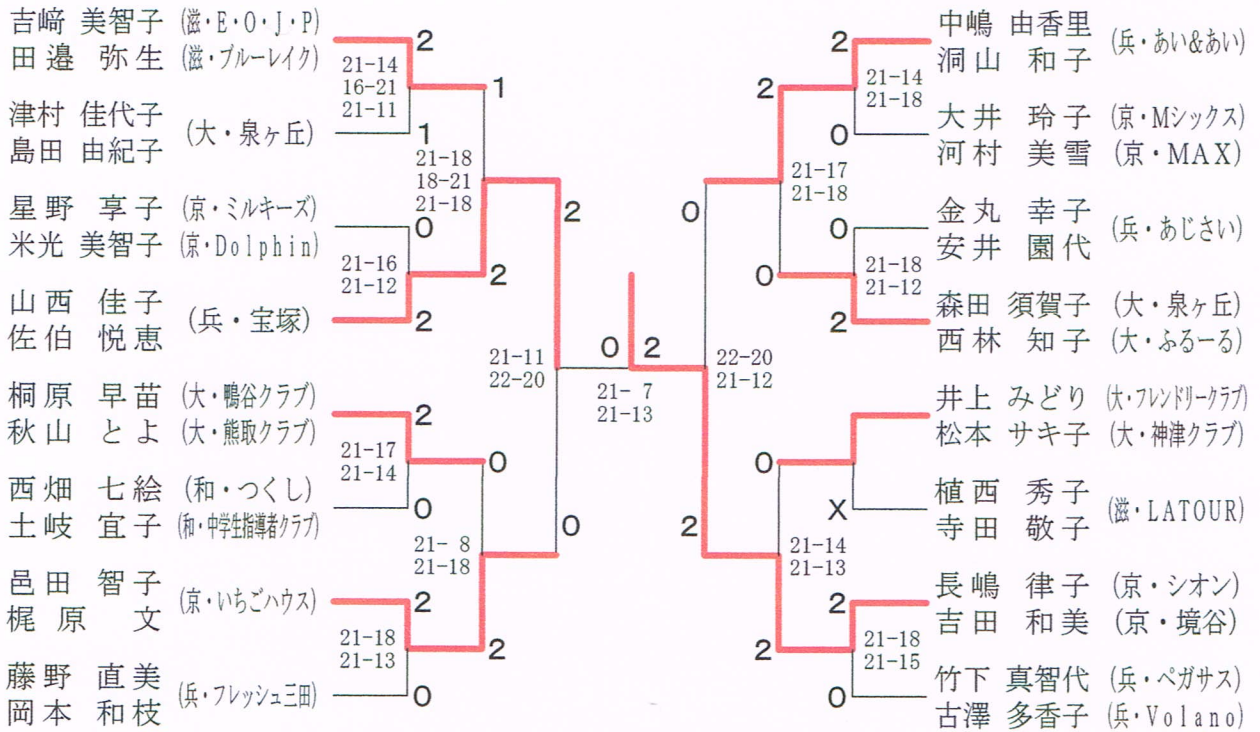 吉﨑 美智子 (滋・E・O・J・P)
田邉 弥生 (滋・ブルーレイク)
2
21-14
16-21
21-11
1
津村 佳代子
島田 由紀子
(大・泉ヶ丘)
1
21-18
18-21
21-18
2
星野 享子 (京・ミルキーズ)
米光 美智子 (京・Dolphin)
0
21-16
21-12
2
山西 佳子
佐伯 悦恵
(兵・宝塚)
2
21-11
22-20
桐原 早苗 (大・鴨谷クラブ)
秋山 とよ (大・熊取クラブ)
2
21-17
21-14
0
西畑 七絵 (和・つくし)
土岐 宜子 (和・中学生指導者クラブ)
0
21- 8
21-18
0
邑田 智子
梶原 文
(京・いちごハウス)
2
21-18
21-13
2
藤野 直美
岡本 和枝
(兵・フレッシュ三田)
0
0 2
21- 7
21-13
中嶋 由香里
洞山 和子
(兵・あい&あい)
2
21-14
21-18
2
大井 玲子 (京・Mシックス)
河村 美雪 (京・MAX)
0
21-17
21-18
0
金丸 幸子
安井 園代
(兵・あじさい)
0
21-18
21-12
0
森田 須賀子 (大・泉ヶ丘)
西林 知子 (大・ふるーる)
2
22-20
21-12
井上 みどり (大・フレンドリークラブ)
松本 サキ子 (大・神津クラブ)
0
植西 秀子
寺田 敬子
(滋・LATOUR)
X
2
21-14
21-13
長嶋 律子 (京・シオン)
吉田 和美 (京・境谷)
2
21-18
21-15
2
竹下 真智代 (兵・ペガサス)
古澤 多香子 (兵・Volano)
0